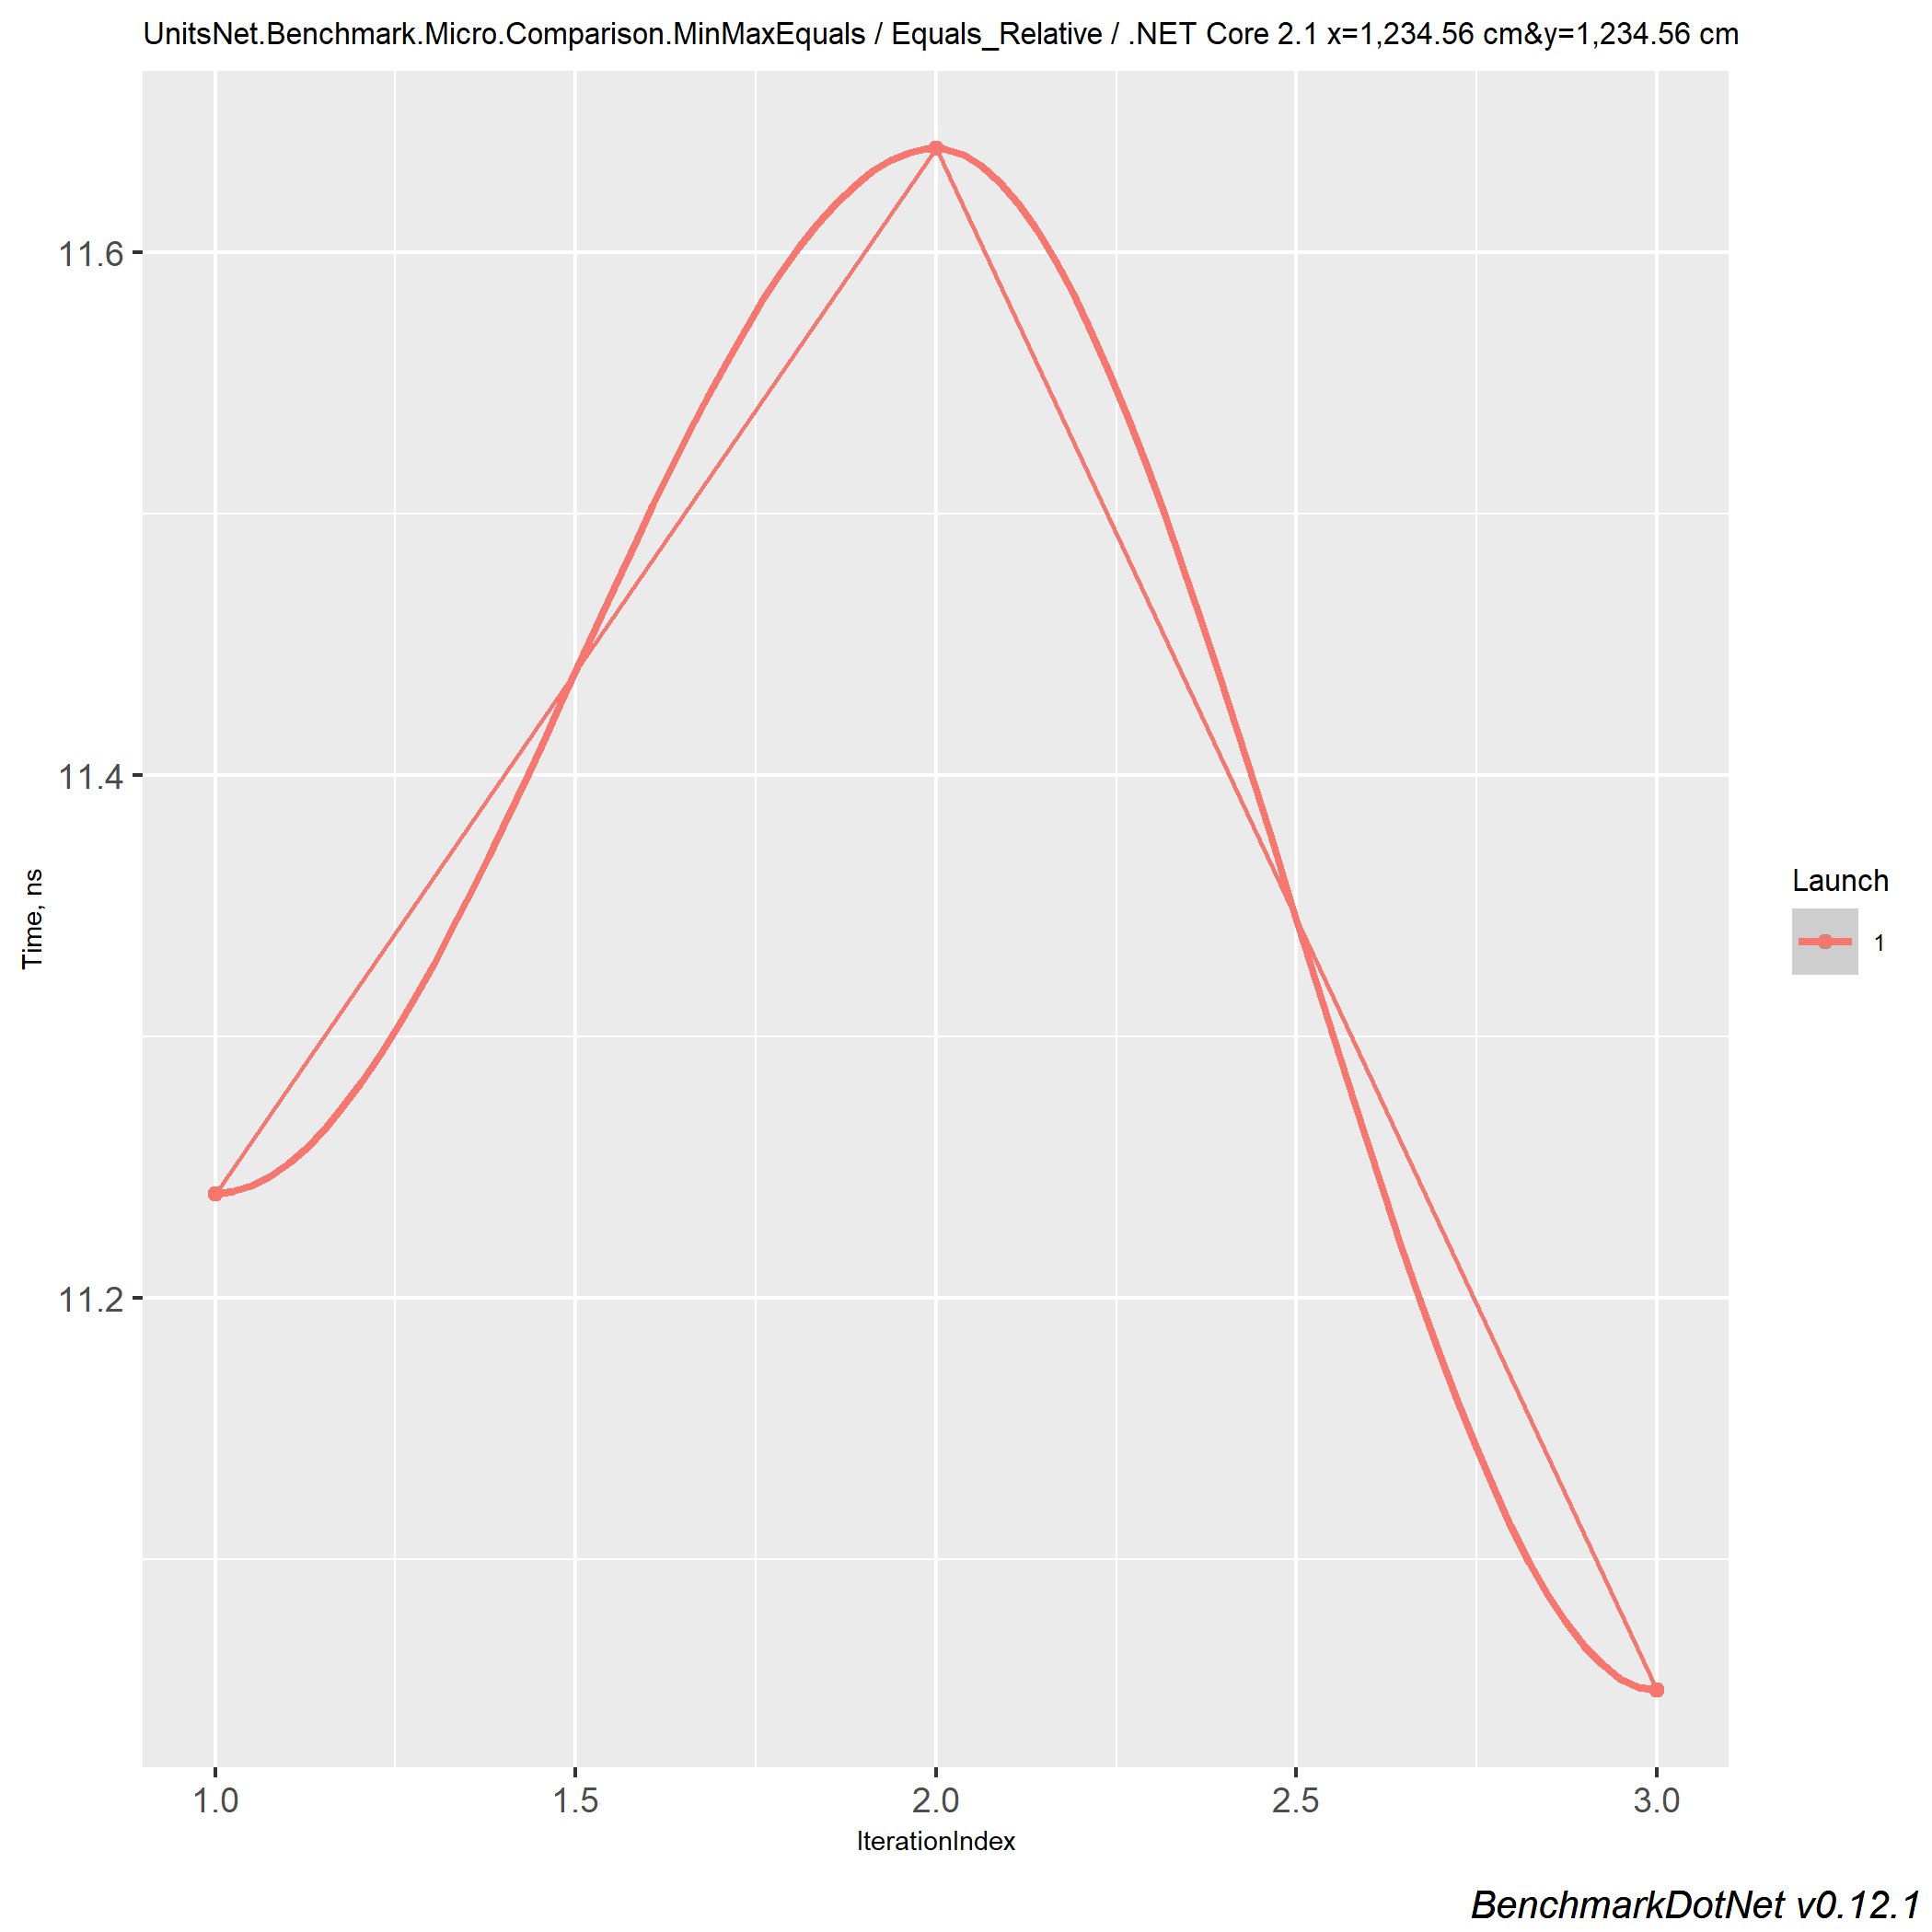 UnitsNet.Benchmark.Micro.Comparison.MinMaxEquals / Equals_Relative / .NET Core 2.1 x=1,234.56 cm&y=1,234.56 cm
11.6
11.4
11.2
Time, ns
Launch
1
1.0 1.5 2.0 2.5 3.0
IterationIndex
BenchmarkDotNet v0.12.1